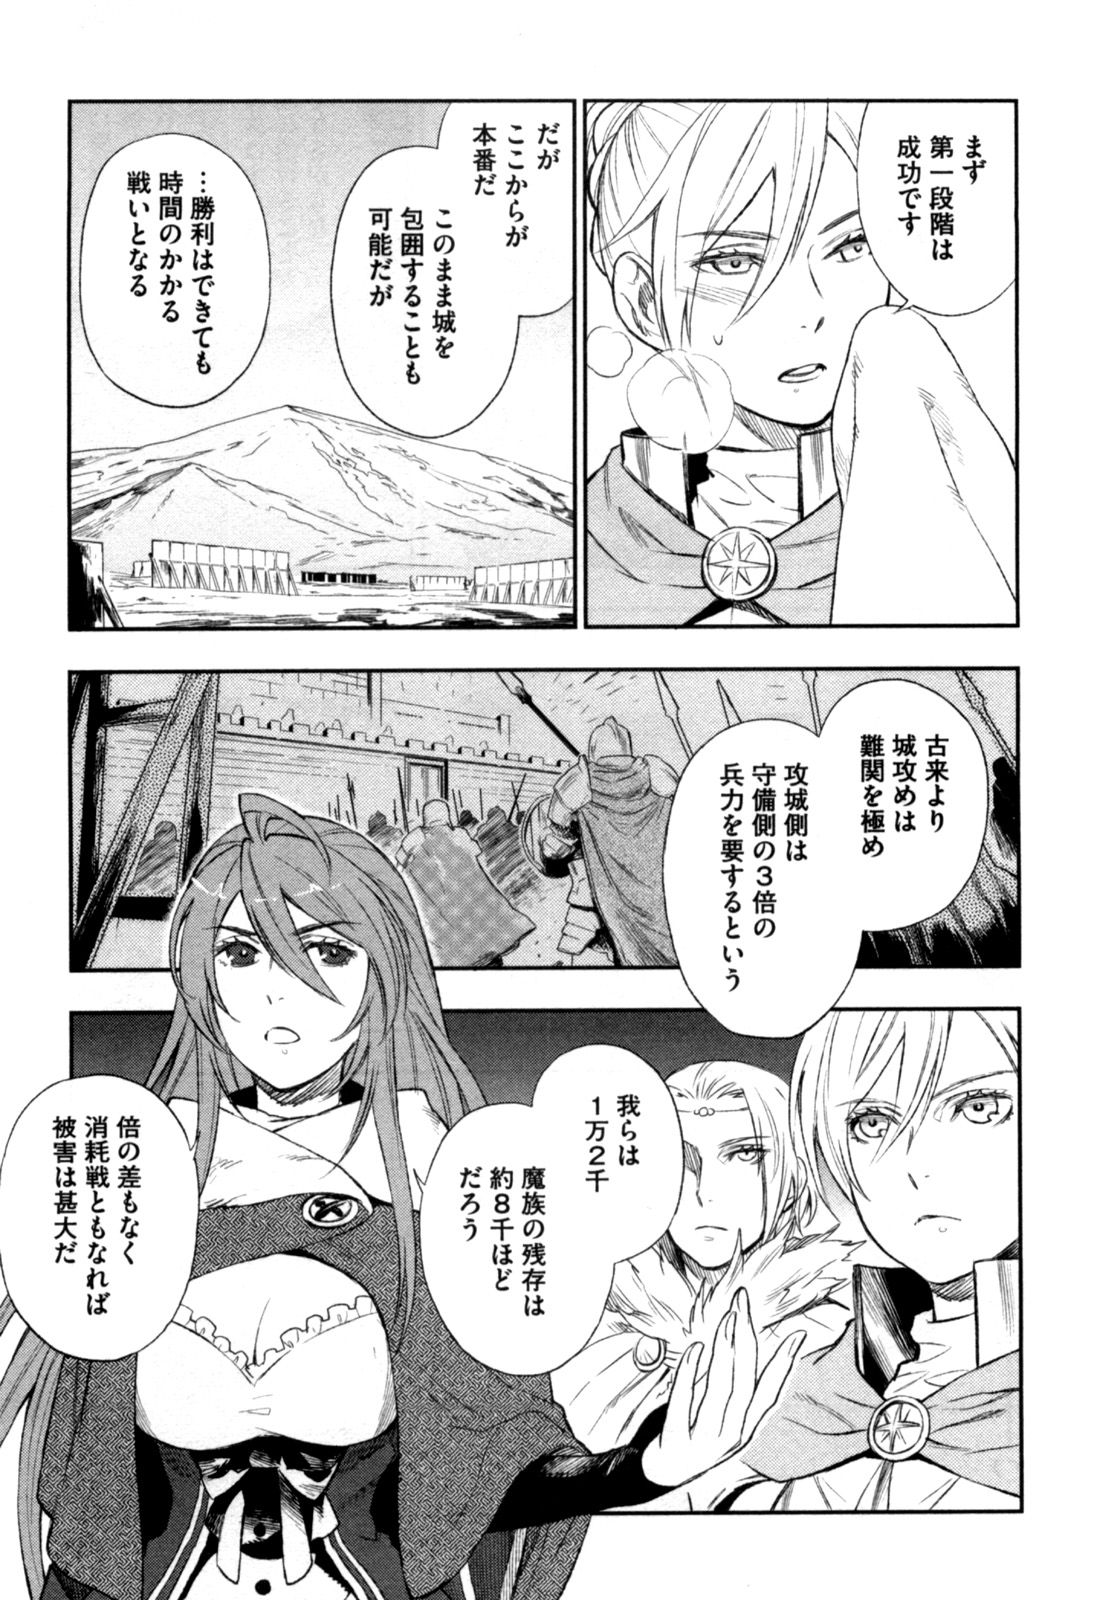 まず
第一段階は
成功です
だが
ここからが
本番だ
このまま城を
包囲することも
可能だが
…勝利はできても
時間のかかる
戦いとなる
古来より
城攻めは
難関を極め
攻城側は
守備側の3倍の
兵力を要するという
我らは
1万2千
魔族の残存は
約8千ほど
だろう
倍の差もなく
消耗戦ともなれば
被害は甚大だ